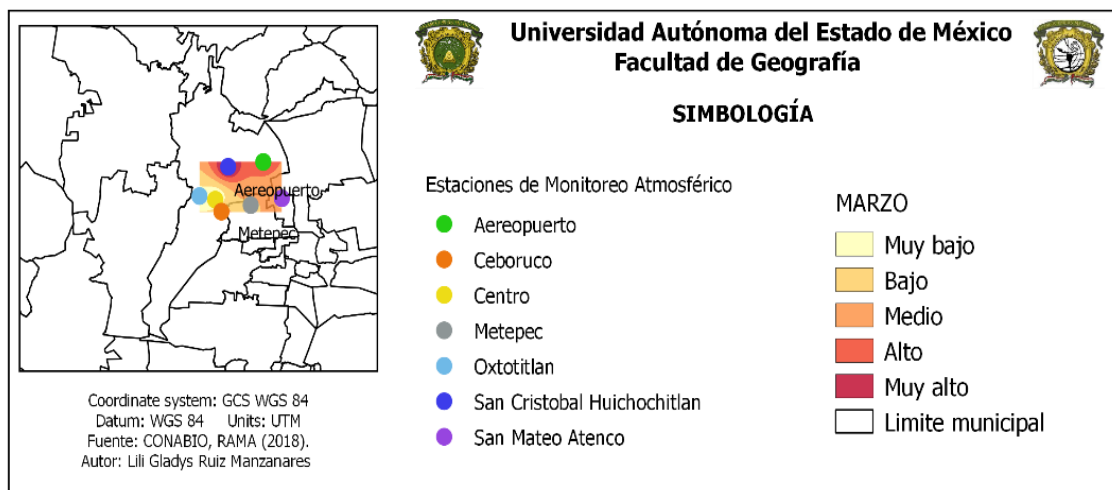 Universidad Autónoma del Estado de México
Facultad de Geografía
SIMBOLOGÍA
Aereopuerto
Metepec
Coordinate system: GCS WGS 84
Datum: WGS 84 Units: UTM
Fuente: CONABIO, RAMA (2018).
Autor: Lili Gladys Ruiz Manzanares
Estaciones de Monitoreo Atmosférico
Aereopuerto
Ceboruco
Centro
Metepec
Oxtotitlan
San Cristobal Huichochitlan
San Mateo Atenco
MARZO
Muy bajo
Bajo
Medio
Alto
Muy alto
Limite municipal